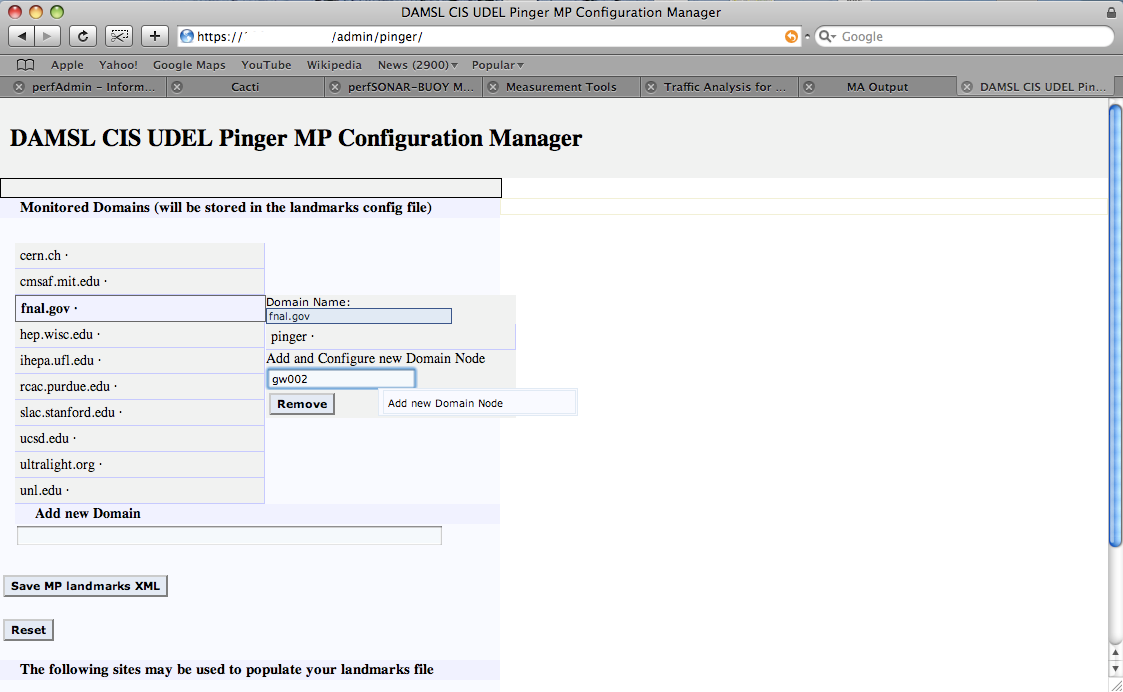 DAMSL CIS UDEL Pinger MP Configuration Manager
https:// /admin/pinger/
Google
Apple Yahoo! Google Maps YouTube Wikipedia News (2900) Popular
perfAdmin – Inform... Cacti perfSONAR-BUOY M... Measurement Tools Traffic Analysis for ... MA Output DAMSL CIS UDEL Pin...
DAMSL CIS UDEL Pinger MP Configuration Manager
Monitored Domains (will be stored in the landmarks config file)
cern.ch ·
cmsaf.mit.edu ·
fnal.gov ·
hep.wisc.edu ·
ihepa.ufl.edu ·
rcac.purdue.edu ·
slac.stanford.edu ·
ucsd.edu ·
ultralight.org ·
unl.edu ·
Domain Name:
fnal.gov
pinger ·
Add and Configure new Domain Node
gw002
Remove
Add new Domain Node
Add new Domain
Save MP landmarks XML
Reset
The following sites may be used to populate your landmarks file